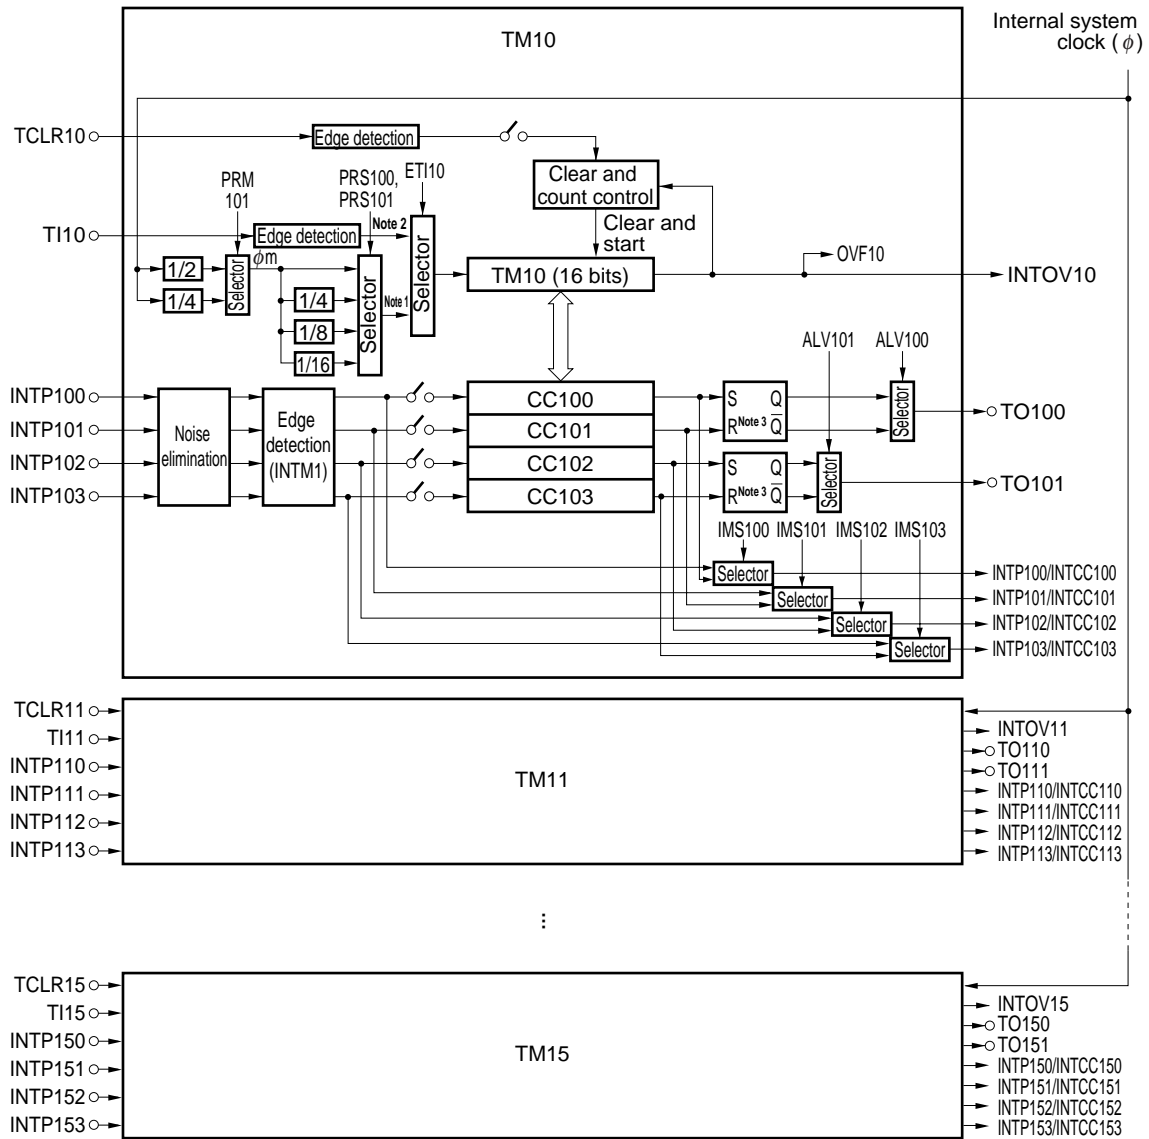 TM10
Internal system
clock (ϕ)
TCLR10
Edge detection
Clear and
count control
PRM
101
PRS100,
PRS101
ETI10
Clear and
start
TI10
Edge detection
Note 2
ϕm
OVF10
1/2
1/4
Selector
1/4
1/8
1/16
Selector
Note 1
Selector
TM10 (16 bits)
INTOV10
ALV101
ALV100
INTP100
INTP101
INTP102
INTP103
Noise
elimination
Edge
detection
(INTM1)
CC100
CC101
CC102
CC103
S Q
R Note 3 Q̅
S Q
R Note 3 Q̅
Selector
Selector
TO100
TO101
IMS100
IMS101
IMS102
IMS103
Selector
Selector
Selector
Selector
INTP100/INTCC100
INTP101/INTCC101
INTP102/INTCC102
INTP103/INTCC103
TCLR11
TI11
INTP110
INTP111
INTP112
INTP113
TM11
INTOV11
TO110
TO111
INTP110/INTCC110
INTP111/INTCC111
INTP112/INTCC112
INTP113/INTCC113
...
TCLR15
TI15
INTP150
INTP151
INTP152
INTP153
TM15
INTOV15
TO150
TO151
INTP150/INTCC150
INTP151/INTCC151
INTP152/INTCC152
INTP153/INTCC153